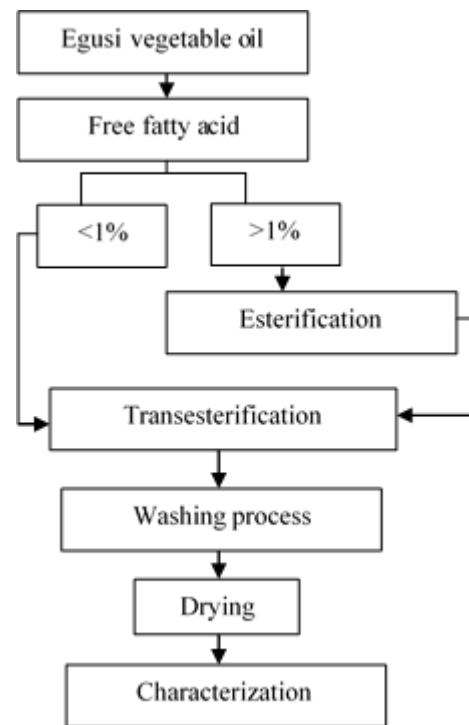 Egusi vegetable oil
Free fatty acid
<1%
>1%
Esterification
Transesterification
Washing process
Drying
Characterization